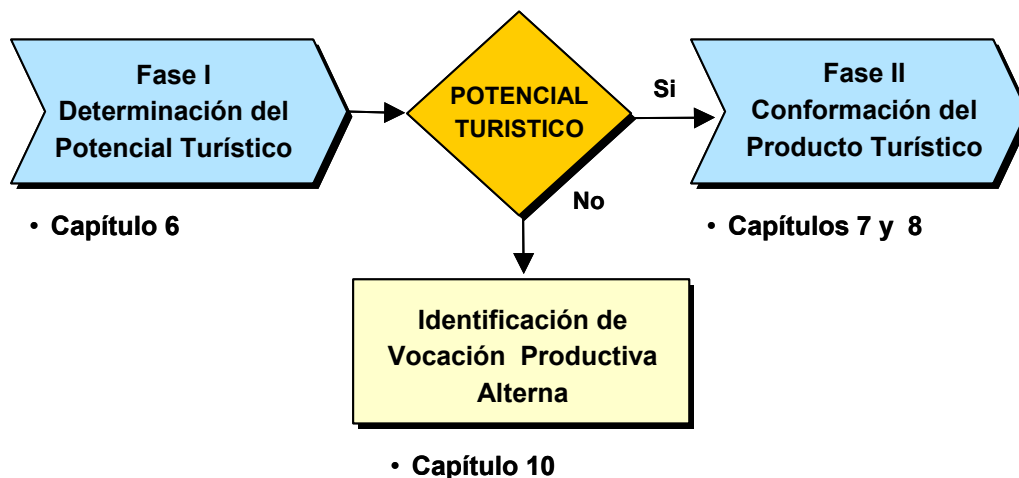 Fase I
Determinación del
Potencial Turístico
• Capítulo 6
POTENCIAL
TURISTICO
Si
No
Fase II
Conformación del
Producto Turístico
• Capítulos 7 y 8
Identificación de
Vocación Productiva
Alterna
• Capítulo 10